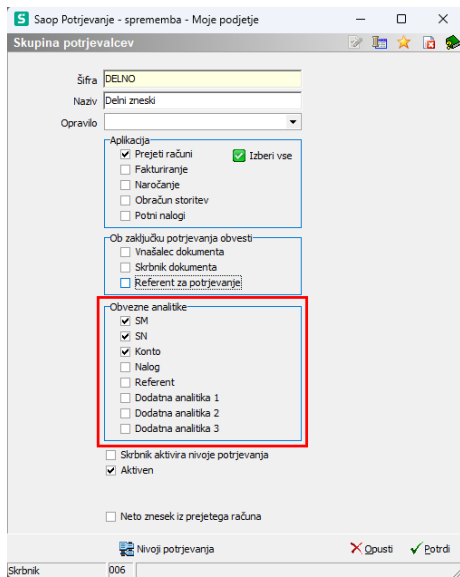 S Saop Potrjevanje - sprememba - Moje podjetje
Skupina potrjevalcev
Šifra DELNO
Naziv Delni zneski
Opravilo
Aplikacija
Prejeti računi Izberi vse
Fakturiranje
Naročanje
Obračun storitev
Potni nalogi
Ob zaključku potrjevanja obvesti
Vnašalec dokumenta
Skrbnik dokumenta
Referent za potrjevanje
Obvezne analitike
SM
SN
Konto
Nalog
Referent
Dodatna analitika 1
Dodatna analitika 2
Dodatna analitika 3
Skrbnik aktivira nivoje potrjevanja
Aktiven
Neto znesek iz prejetega računa
Nivoji potrjevanja Opusti Potrdi
Skrbnik 006